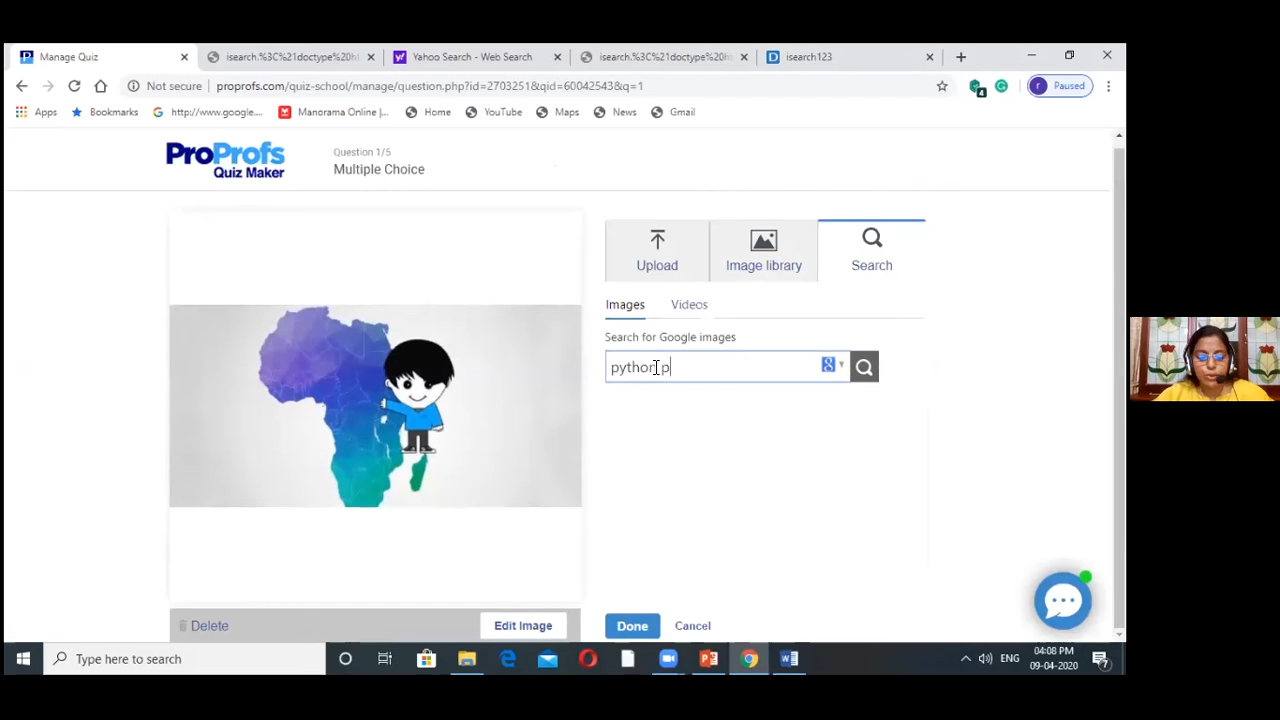 Manage Quiz
isearch.%3C%21doctype%20h
Yahoo Search - Web Search
isearch.%3C%21doctype%20h
isearch123
Not secure
proprofs.com/quiz-school/manage/question.php?id=2703251&qid=60042543&q=1
4
r
Paused
Apps
Bookmarks
http://www.google....
Manorama Online |...
Home
YouTube
Maps
News
Gmail
ProProfs
Quiz Maker
Question 1/5
Multiple Choice
Upload
Image library
Search
Images
Videos
Search for Google images
python p
8
Delete
Edit Image
Done
Cancel
Type here to search
ENG
04:08 PM
09-04-2020
7